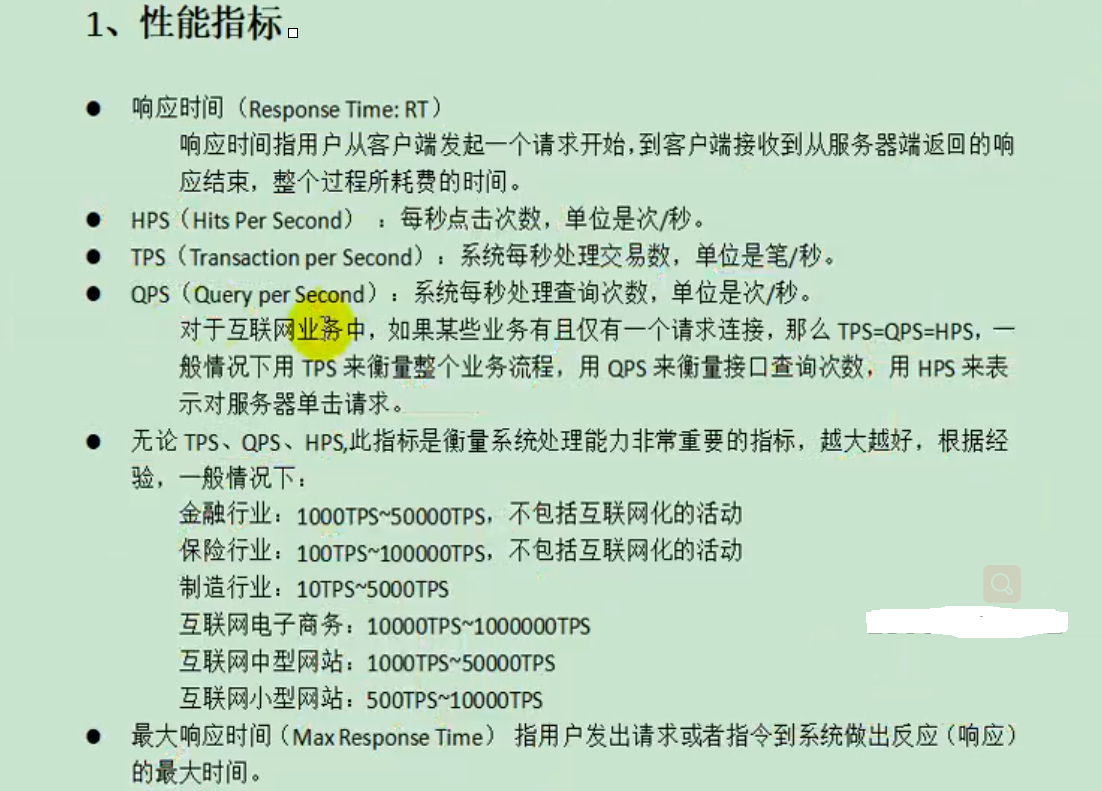 1、性能指标
● 响应时间（Response Time: RT）
响应时间指用户从客户端发起一个请求开始,到客户端接收到从服务器端返回的响
应结束，整个过程所耗费的时间。
● HPS（Hits Per Second）：每秒点击次数，单位是次/秒。
● TPS（Transaction per Second）：系统每秒处理交易数，单位是笔/秒。
● QPS（Query per Second）：系统每秒处理查询次数，单位是次/秒。
对于互联网业务中，如果某些业务有且仅有一个请求连接，那么 TPS=QPS=HPS，一
般情况下用 TPS 来衡量整个业务流程，用 QPS 来衡量接口查询次数，用 HPS 来表
示对服务器单击请求。
● 无论 TPS、QPS、HPS,此指标是衡量系统处理能力非常重要的指标，越大越好，根据经
验，一般情况下：
金融行业：1000TPS~50000TPS，不包括互联网化的活动
保险行业：100TPS~100000TPS，不包括互联网化的活动
制造行业：10TPS~5000TPS
互联网电子商务：10000TPS~1000000TPS
互联网中型网站：1000TPS~50000TPS
互联网小型网站：500TPS~10000TPS
● 最大响应时间（Max Response Time） 指用户发出请求或者指令到系统做出反应（响应）
的最大时间。